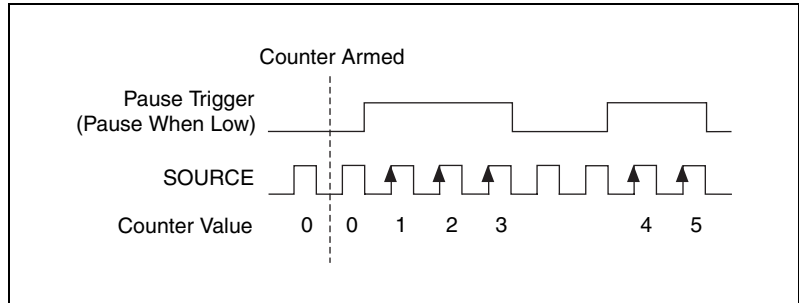 Counter Armed
Pause Trigger
(Pause When Low)
SOURCE
Counter Value 0 0 1 2 3 4 5